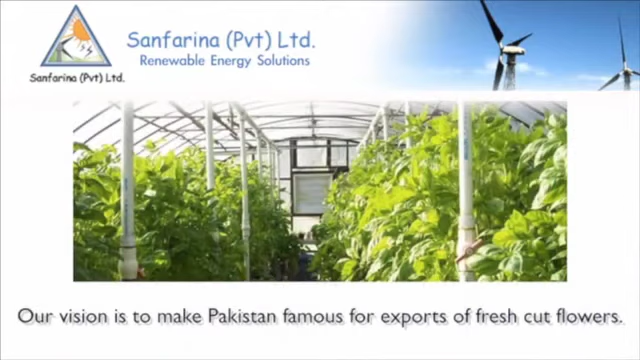 Sanfarina (Pvt) Ltd.
Renewable Energy Solutions
Sanfarina (Pvt) Ltd.
Our vision is to make Pakistan famous for exports of fresh cut flowers.